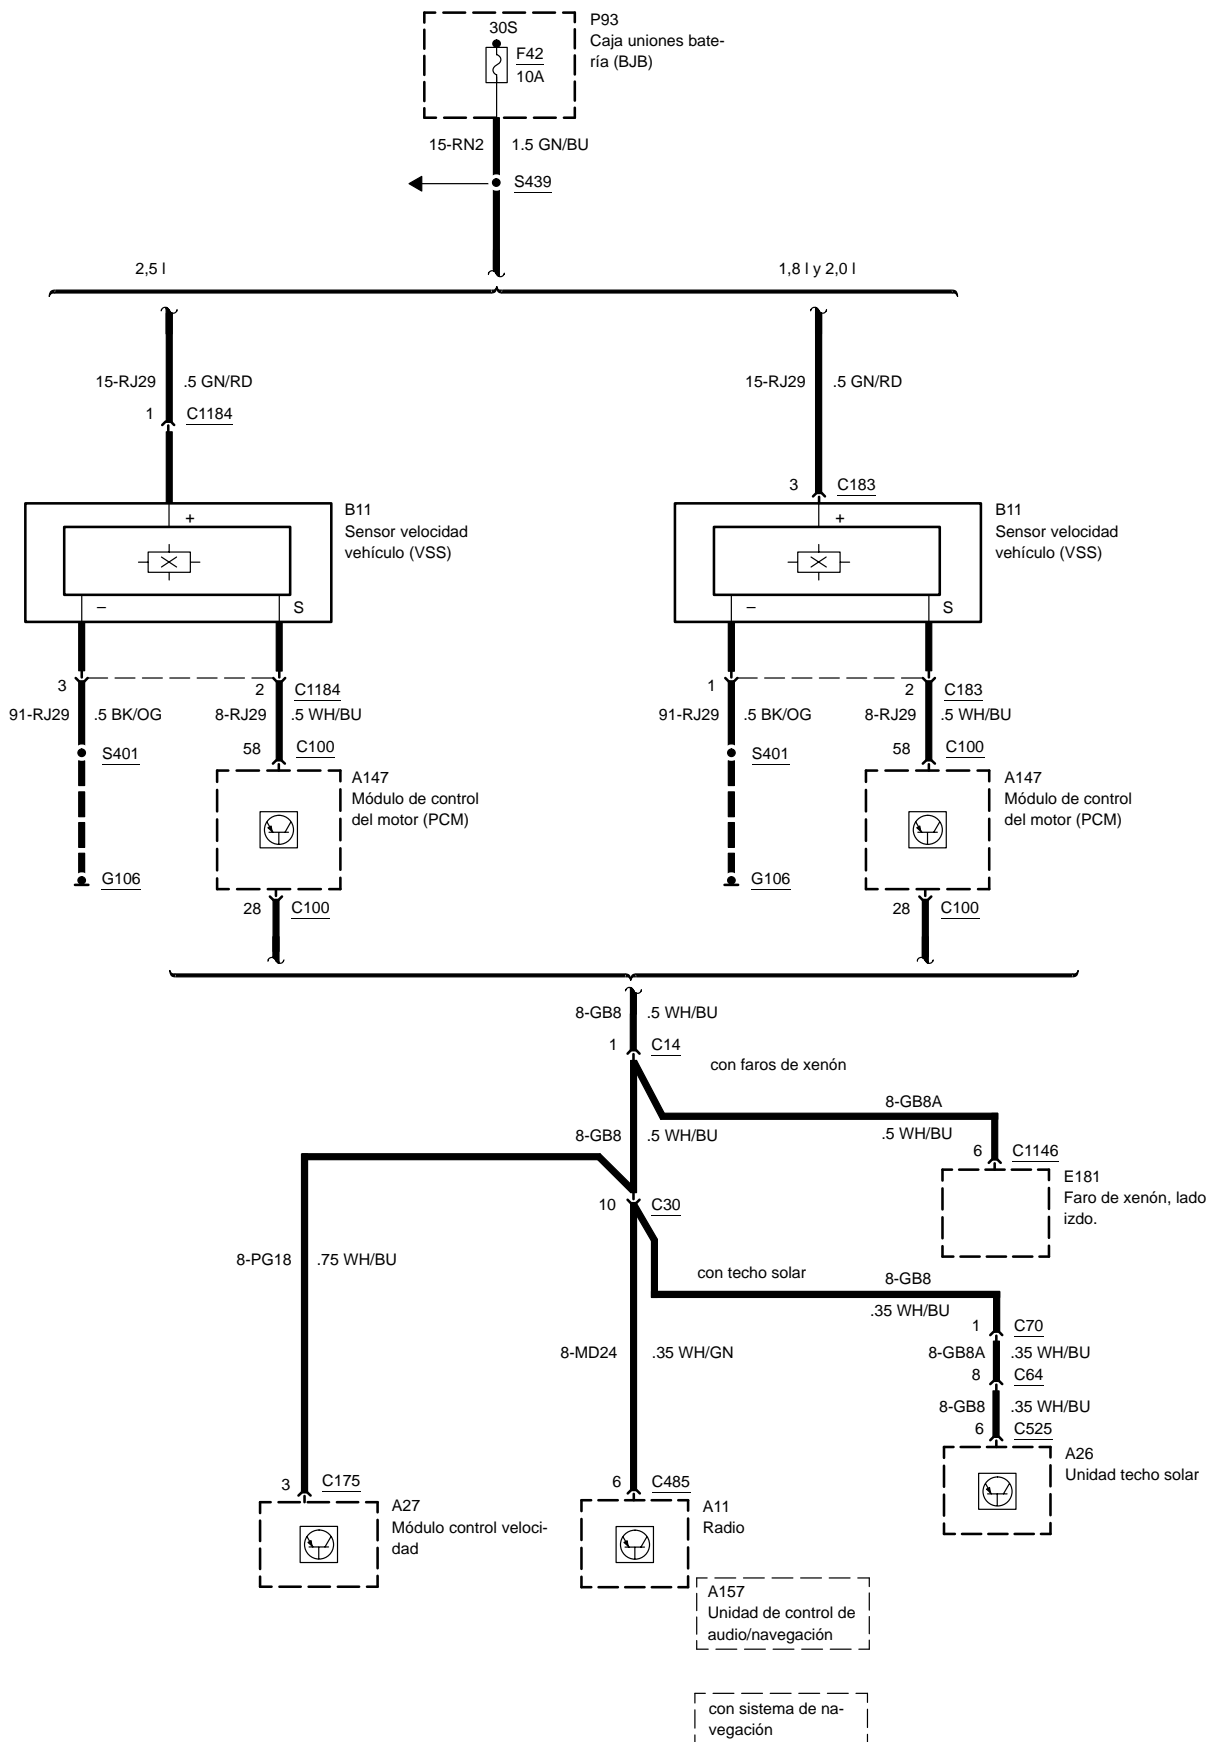 P93
Caja uniones bate-
ría (BJB)
30S
F42
10A
15-RN2
1.5 GN/BU
S439
2,5 l
1,8 l y 2,0 l
15-RJ29
.5 GN/RD
1
C1184
15-RJ29
.5 GN/RD
3
C183
B11
Sensor velocidad
vehículo (VSS)
+
–
S
B11
Sensor velocidad
vehículo (VSS)
+
–
S
3
2
C1184
91-RJ29
.5 BK/OG
8-RJ29
.5 WH/BU
S401
58
C100
1
2
C183
91-RJ29
.5 BK/OG
8-RJ29
.5 WH/BU
S401
58
C100
A147
Módulo de control
del motor (PCM)
G106
28
C100
A147
Módulo de control
del motor (PCM)
G106
28
C100
8-GB8
.5 WH/BU
1
C14
con faros de xenón
8-GB8A
.5 WH/BU
8-GB8
.5 WH/BU
6
C1146
E181
Faro de xenón, lado
izdo.
10
C30
8-PG18
.75 WH/BU
con techo solar
8-GB8
.35 WH/BU
1
C70
8-MD24
.35 WH/GN
8-GB8A
.35 WH/BU
8
C64
8-GB8
.35 WH/BU
6
C525
A26
Unidad techo solar
3
C175
A27
Módulo control veloci-
dad
6
C485
A11
Radio
A157
Unidad de control de
audio/navegación
con sistema de na-
vegación